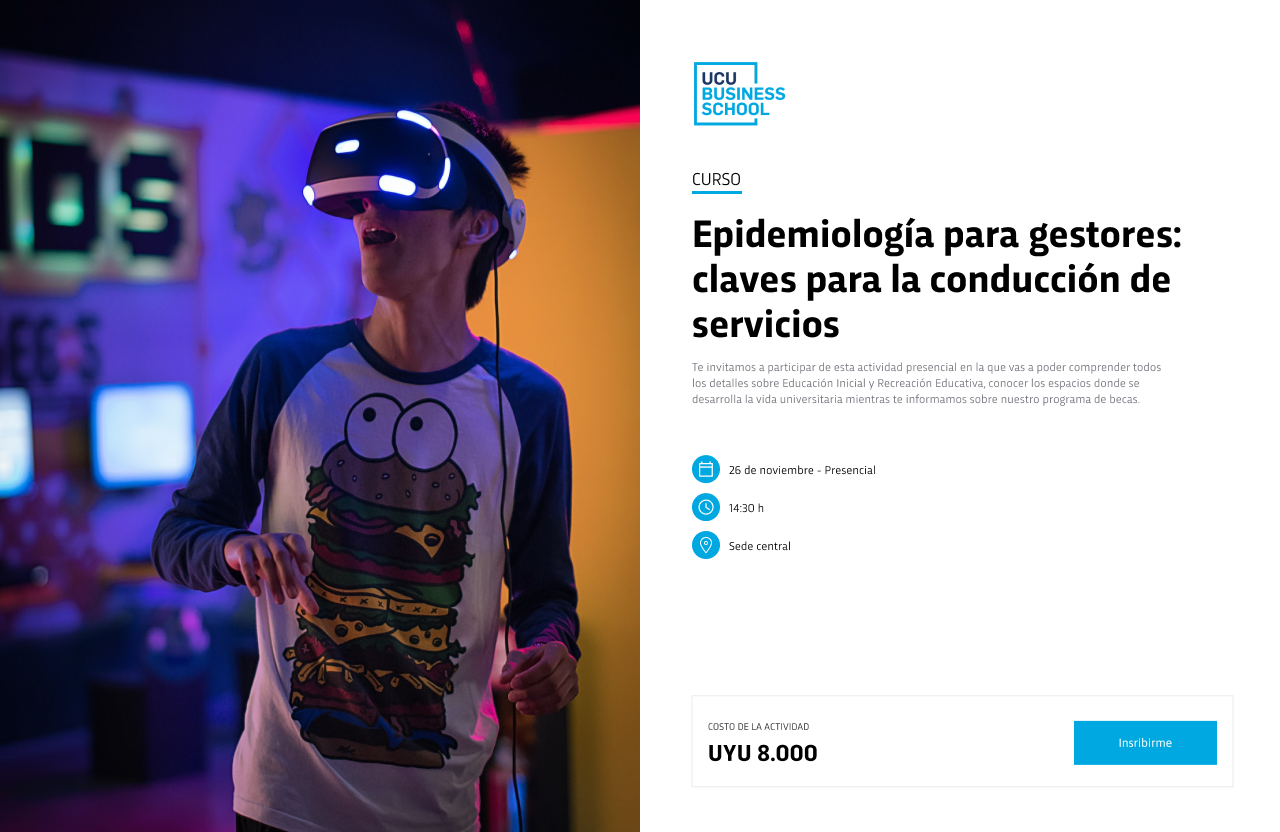 UCU
BUSINESS
SCHOOL
CURSO
Epidemiología para gestores:
claves para la conducción de
servicios
Te invitamos a participar de esta actividad presencial en la que vas a poder comprender todos
los detalles sobre Educación Inicial y Recreación Educativa, conocer los espacios donde se
desarrolla la vida universitaria mientras te informamos sobre nuestro programa de becas.
26 de noviembre - Presencial
14:30 h
Sede central
COSTO DE LA ACTIVIDAD
UYU 8.000
Insribirme